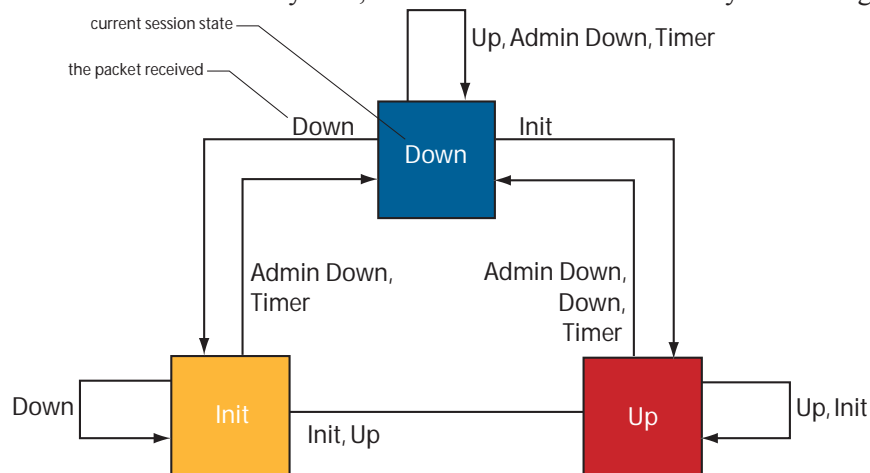 current session state
the packet received
Up, Admin Down, Timer
Down
Init
Down
Admin Down,
Timer
Admin Down,
Down,
Timer
Init
Up
Down
Init, Up
Up, Init